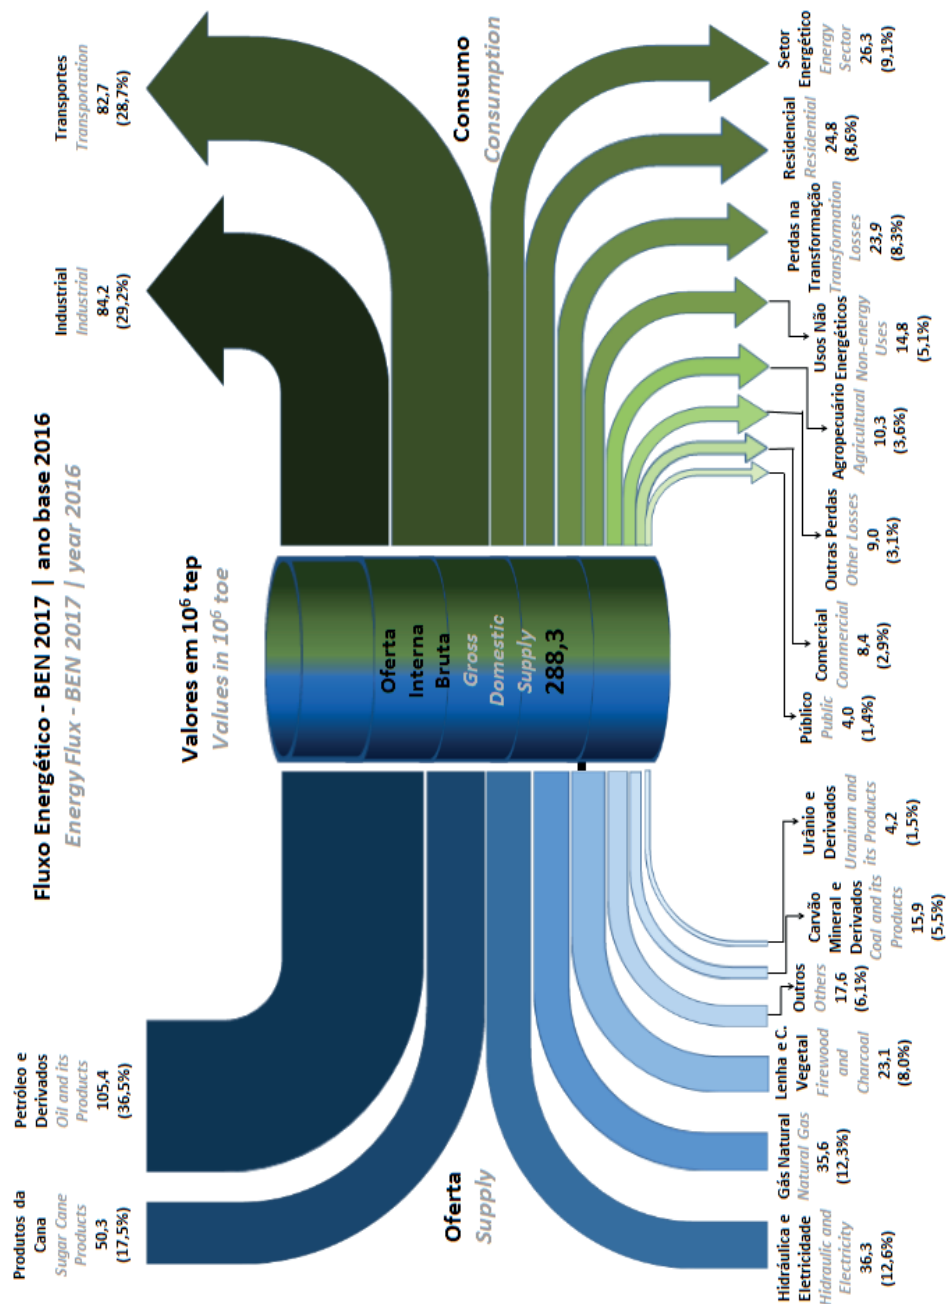 Fluxo Energético - BEN 2017 | ano base 2016
Energy Flux - BEN 2017 | year 2016
Valores em 10⁶ tep
Values in 10⁶ toe
Produtos da
Cana
Sugar Cane
Products
50,3
(17,5%)
Petróleo e
Derivados
Oil and its
Products
105,4
(36,5%)
Industrial
Industrial
84,2
(29,2%)
Transportes
Transportation
82,7
(28,7%)
Oferta
Supply
Oferta
Interna
Bruta
Gross
Domestic
Supply
288,3
Consumo
Consumption
Hidráulica e
Eletricidade
Hidraulic and
Electricity
36,3
(12,6%)
Gás Natural
Natural Gas
35,6
(12,3%)
Lenha e C.
Vegetal
Firewood
and
Charcoal
23,1
(8,0%)
Outros
Others
17,6
(6,1%)
Carvão
Mineral e
Derivados
Coal and its
Products
15,9
(5,5%)
Urânio e
Derivados
Uranium and
its Products
4,2
(1,5%)
Público
Public
4,0
(1,4%)
Comercial
Commercial
8,4
(2,9%)
Outras Perdas
Other Losses
9,0
(3,1%)
Agropecuário
Agricultural
10,3
(3,6%)
Usos Não
Energéticos
Non-energy
Uses
14,8
(5,1%)
Perdas na
Transformação
Transformation
Losses
23,9
(8,3%)
Residencial
Residential
24,8
(8,6%)
Setor
Energético
Energy
Sector
26,3
(9,1%)